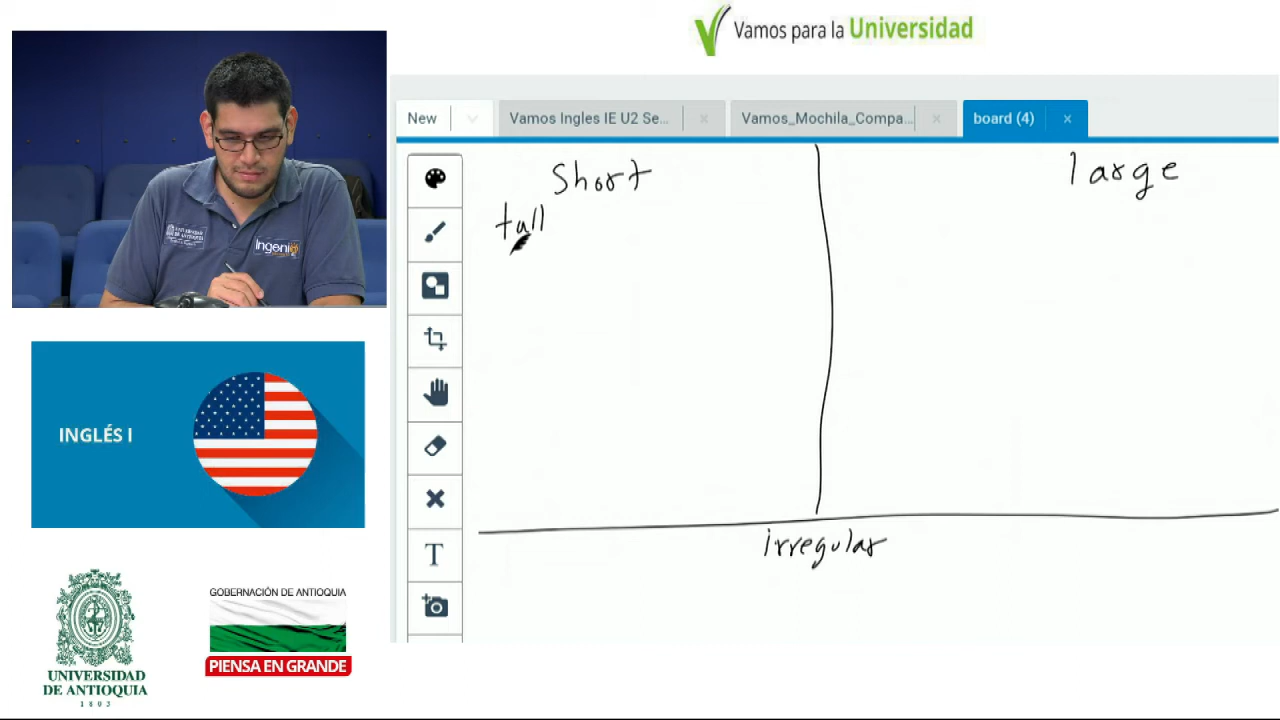 Vamos para la Universidad
New
Vamos Ingles IE U2 Se...
Vamos_Mochila_Compa...
board (4)
Short
large
tall
irregular
T
ingeni@
INGLÉS I
UNIVERSIDAD
DE ANTIOQUIA
1803
GOBERNACIÓN DE ANTIOQUIA
PIENSA EN GRANDE